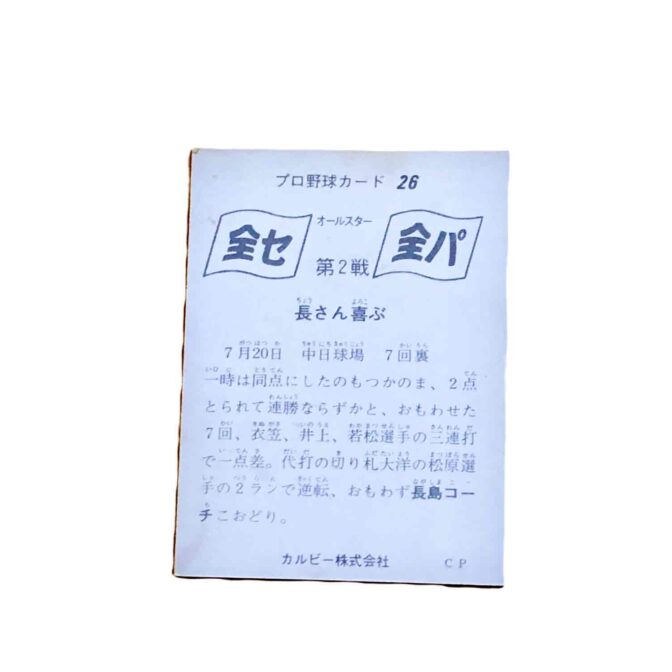 プロ野球カード 26
全セ オールスター 全パ
第2戦
長さん喜ぶ
7月20日 中日球場 7回裏
一時は同点にしたのもつかのま、2点
とられて連勝ならずかと、おもわせた
7回、衣笠、井上、若松選手の三連打
で一点差。代打の切り札大洋の松原選
手の2ランで逆転、おもわず長島コー
チこおどり。
カルビー株式会社 CP